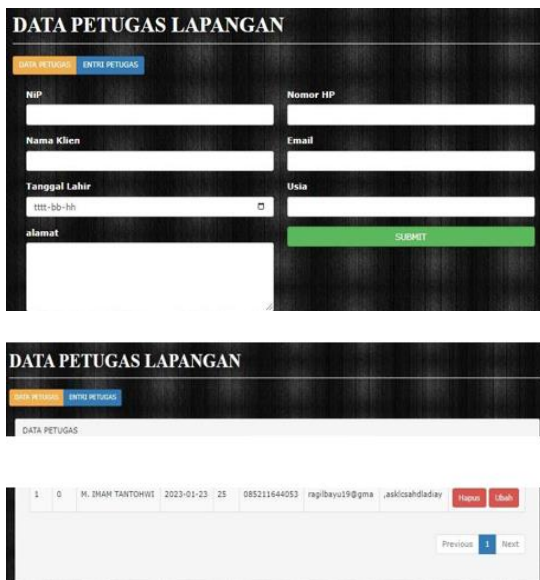 DATA PETUGAS LAPANGAN
DATA PETUGAS ENTRI PETUGAS
NiP
Nomor HP
Nama Klien
Email
Tanggal Lahir
Usia
tttt-bb-hh
SUBMIT
alamat
DATA PETUGAS LAPANGAN
DATA PETUGAS ENTRI PETUGAS
DATA PETUGAS
1 0 M. IMAM TANTOHWI 2023-01-23 25 085211644053 ragilbayu19@gma Hapus Ubah
Previous 1 Next